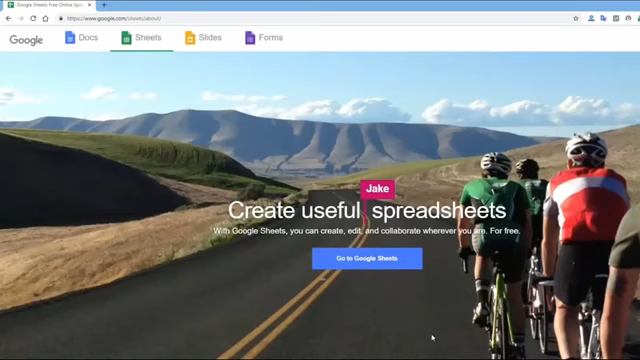 Google Sheets: Free Online Spre
https://www.google.com/sheets/about/
Google Docs Sheets Slides Forms
Jake
Create useful spreadsheets
With Google Sheets, you can create, edit, and collaborate wherever you are. For free.
Go to Google Sheets